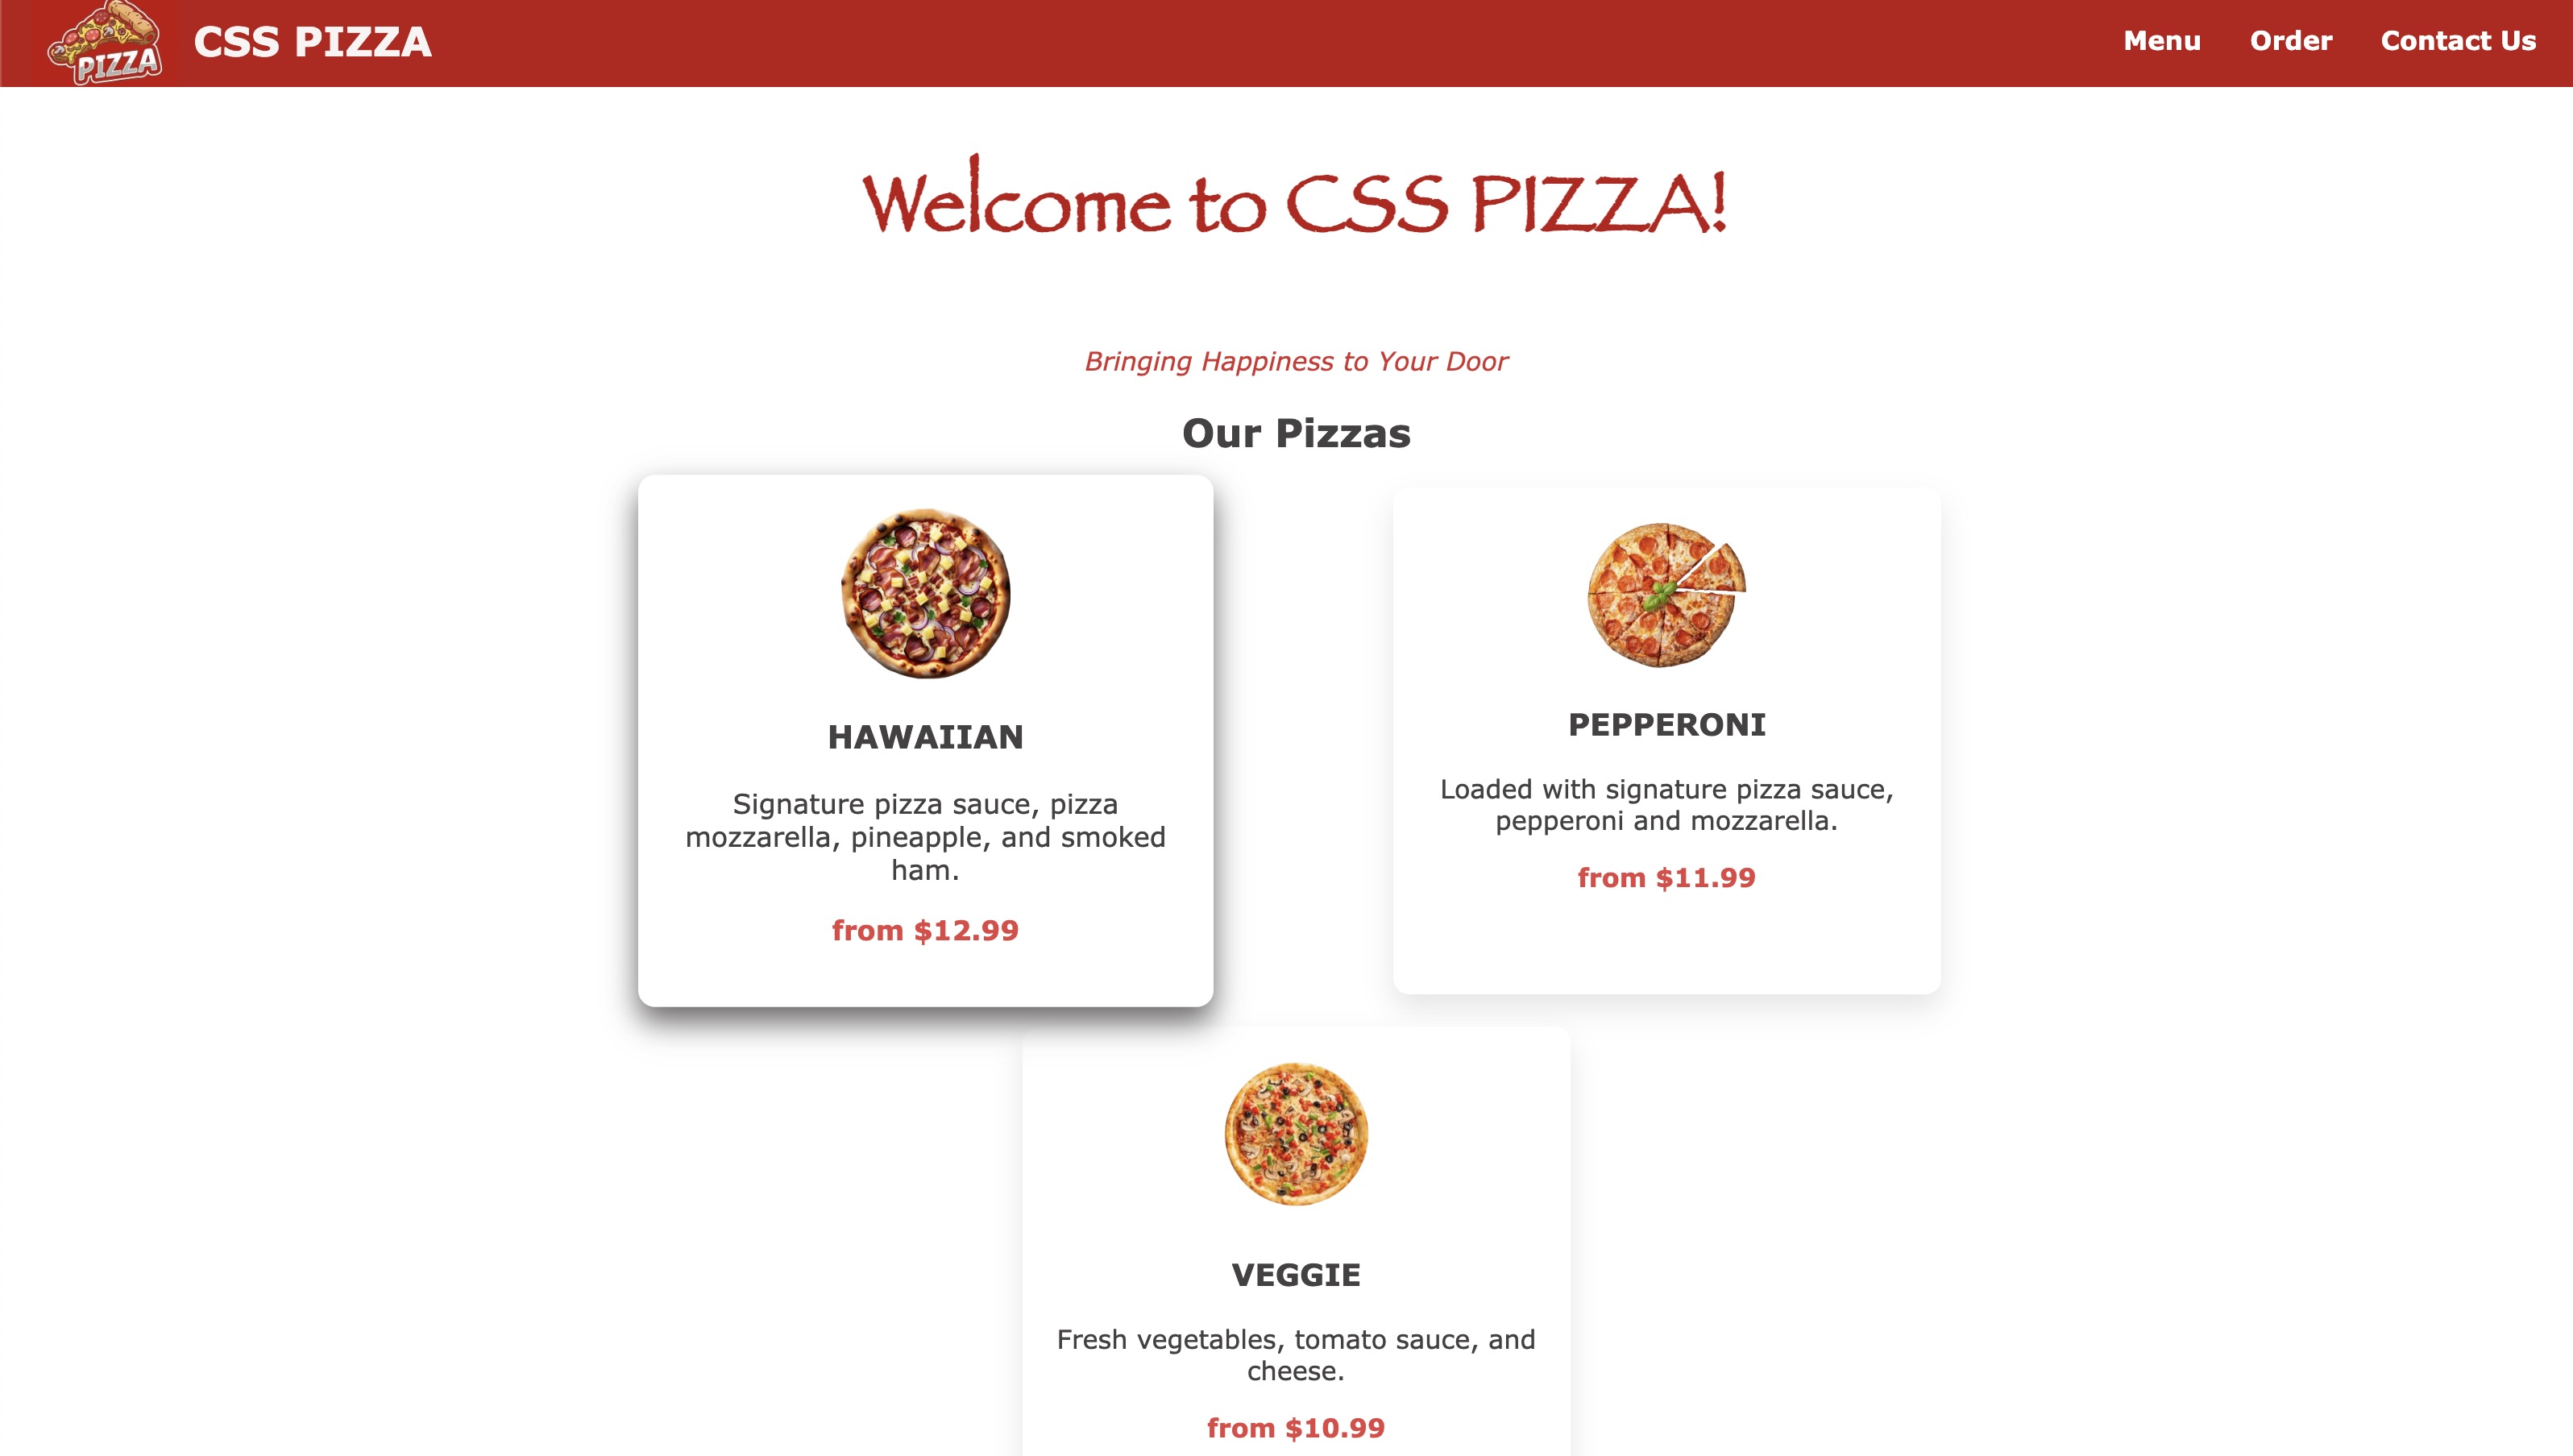 PIZZA
CSS PIZZA
Menu Order Contact Us
Welcome to CSS PIZZA!
Bringing Happiness to Your Door
Our Pizzas
HAWAIIAN
Signature pizza sauce, pizza
mozzarella, pineapple, and smoked
ham.
from $12.99
PEPPERONI
Loaded with signature pizza sauce,
pepperoni and mozzarella.
from $11.99
VEGGIE
Fresh vegetables, tomato sauce, and
cheese.
from $10.99